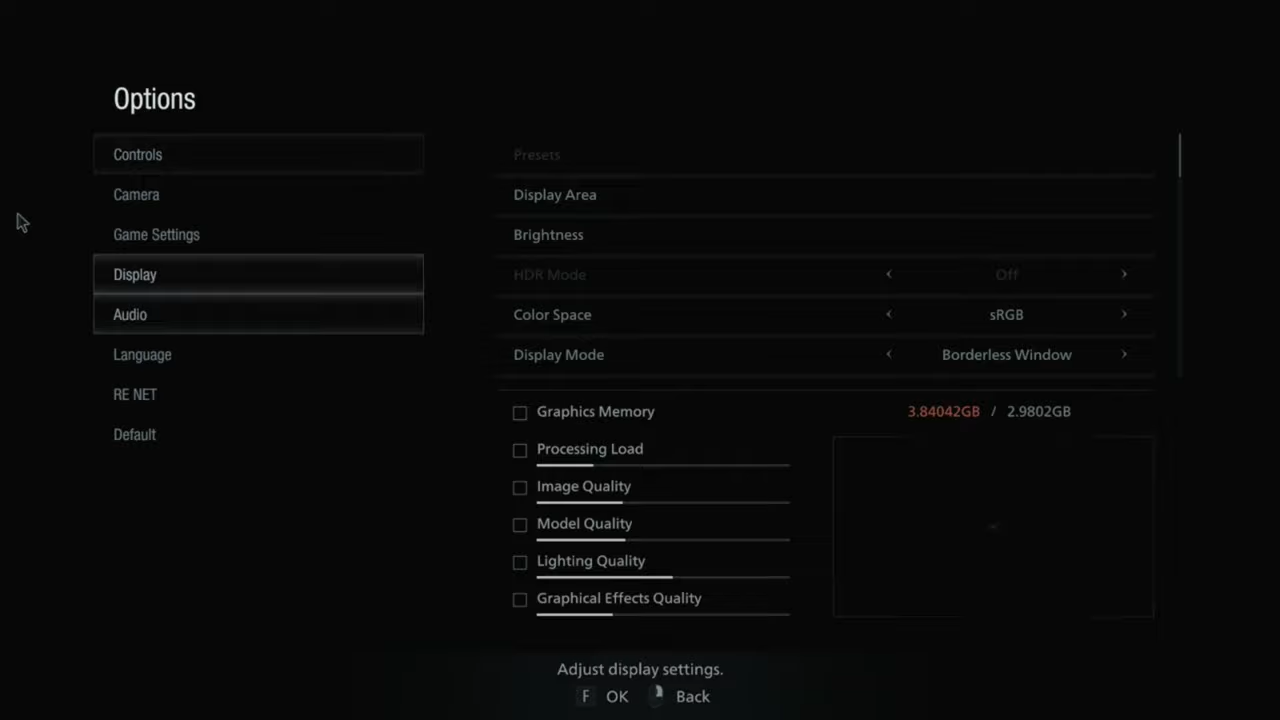 Options
Controls
Camera
Game Settings
Display
Audio
Language
RE NET
Default
Presets
Display Area
Brightness
HDR Mode Off
Color Space sRGB
Display Mode Borderless Window
Graphics Memory 3.84042GB / 2.9802GB
Processing Load
Image Quality
Model Quality
Lighting Quality
Graphical Effects Quality
Adjust display settings.
F OK Back